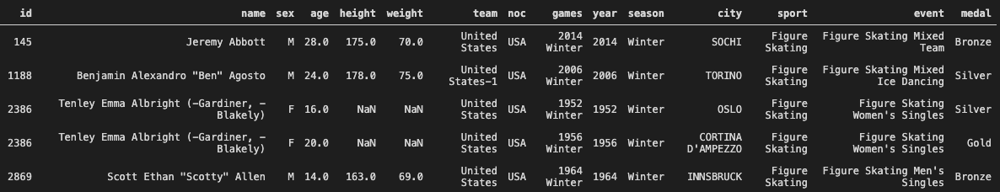 id name sex age height weight team noc games year season city sport event medal
145 Jeremy Abbott M 28.0 175.0 70.0 United States USA 2014 Winter 2014 Winter SOCHI Figure Skating Figure Skating Mixed Team Bronze
1188 Benjamin Alexandro "Ben" Agosto M 24.0 178.0 75.0 United States-1 USA 2006 Winter 2006 Winter TORINO Figure Skating Figure Skating Mixed Ice Dancing Silver
2386 Tenley Emma Albright (-Gardiner, -Blakely) F 16.0 NaN NaN United States USA 1952 Winter 1952 Winter OSLO Figure Skating Figure Skating Women's Singles Silver
2386 Tenley Emma Albright (-Gardiner, -Blakely) F 20.0 NaN NaN United States USA 1956 Winter 1956 Winter CORTINA D'AMPEZZO Figure Skating Figure Skating Women's Singles Gold
2869 Scott Ethan "Scotty" Allen M 14.0 163.0 69.0 United States USA 1964 Winter 1964 Winter INNSBRUCK Figure Skating Figure Skating Men's Singles Bronze